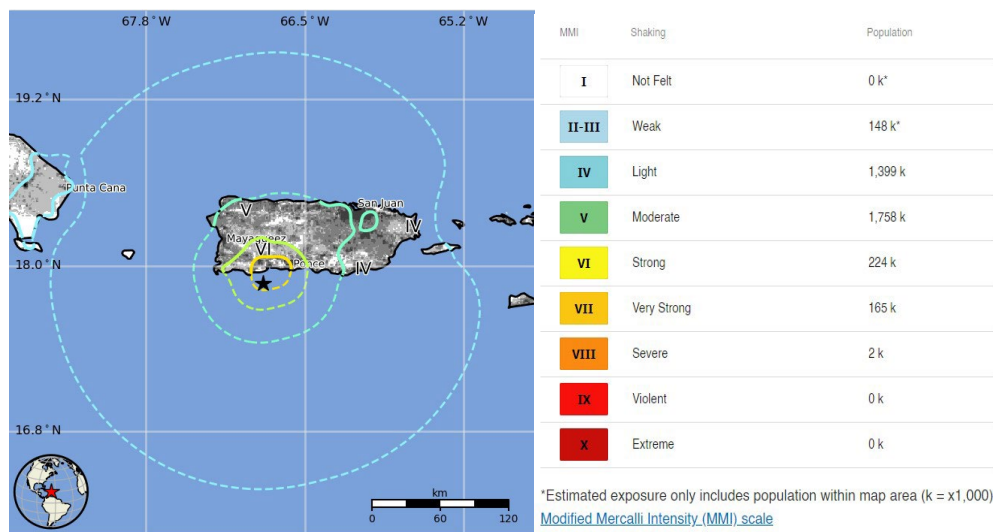 67.8°W 66.5°W 65.2°W
19.2°N
Punta Cana
San Juan
V
IV
Mayaguez
VI
Ponce
IV
18.0°N
16.8°N
km
0 60 120
MMI Shaking Population
I Not Felt 0 k*
II-III Weak 148 k*
IV Light 1,399 k
V Moderate 1,758 k
VI Strong 224 k
VII Very Strong 165 k
VIII Severe 2 k
IX Violent 0 k
X Extreme 0 k
*Estimated exposure only includes population within map area (k = x1,000)
Modified Mercalli Intensity (MMI) scale